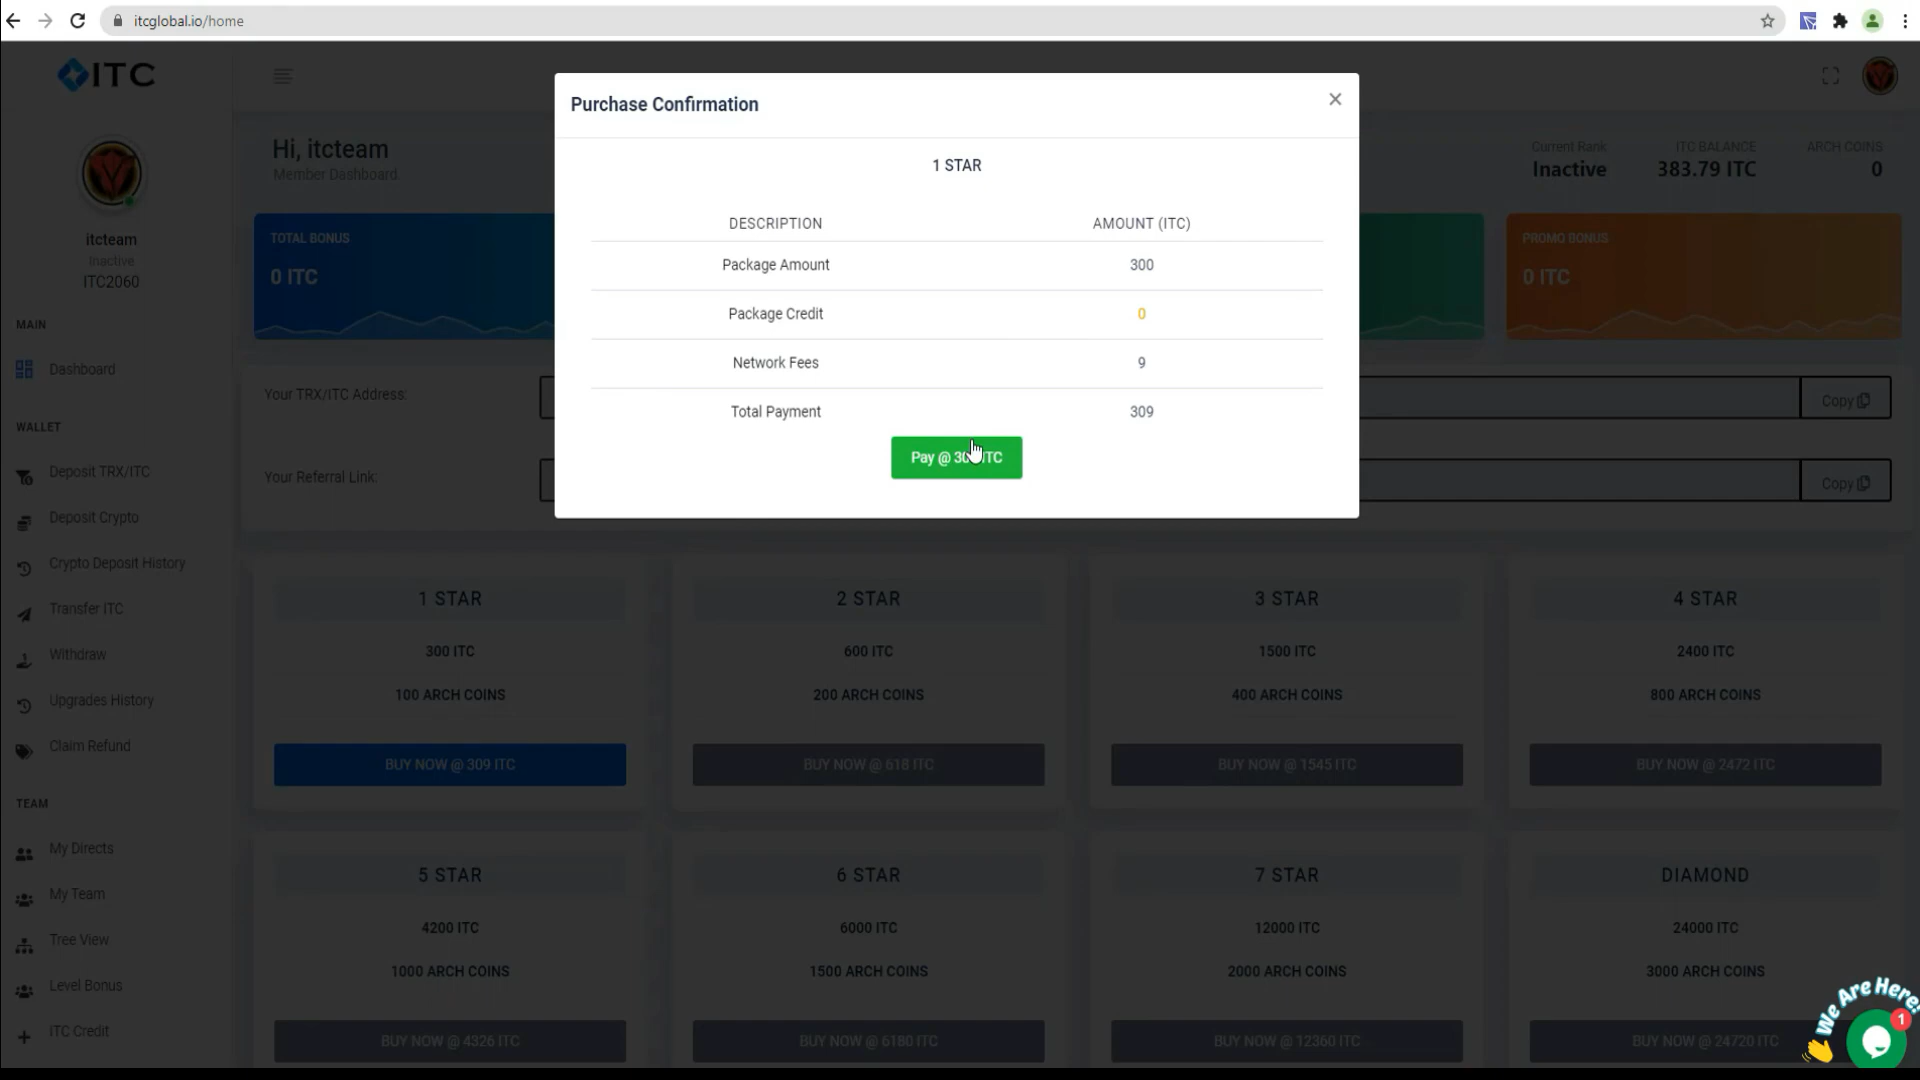 itcglobal.io/home
ITC
Hi, itcteam
Member Dashboard
Current Rank
Inactive
ITC BALANCE
383.79 ITC
ARCH COINS
0
itcteam
Inactive
ITC2060
MAIN
Dashboard
WALLET
Deposit TRX/ITC
Deposit Crypto
Crypto Deposit History
Transfer ITC
Withdraw
Upgrades History
Claim Refund
TEAM
My Directs
My Team
Tree View
Level Bonus
ITC Credit
TOTAL BONUS
0 ITC
PROMO BONUS
0 ITC
Your TRX/ITC Address:
Copy
Your Referral Link:
Copy
Purchase Confirmation
×
1 STAR
DESCRIPTION AMOUNT (ITC)
Package Amount 300
Package Credit 0
Network Fees 9
Total Payment 309
Pay @ ITC
1 STAR
300 ITC
100 ARCH COINS
BUY NOW @ 309 ITC
2 STAR
600 ITC
200 ARCH COINS
BUY NOW @ 618 ITC
3 STAR
1500 ITC
400 ARCH COINS
BUY NOW @ 1545 ITC
4 STAR
2400 ITC
800 ARCH COINS
BUY NOW @ 2472 ITC
5 STAR
4200 ITC
1000 ARCH COINS
BUY NOW @ 4326 ITC
6 STAR
6000 ITC
1500 ARCH COINS
BUY NOW @ 6180 ITC
7 STAR
12000 ITC
2000 ARCH COINS
BUY NOW @ 12360 ITC
DIAMOND
24000 ITC
3000 ARCH COINS
BUY NOW @ 24720 ITC
We Are Here!
1